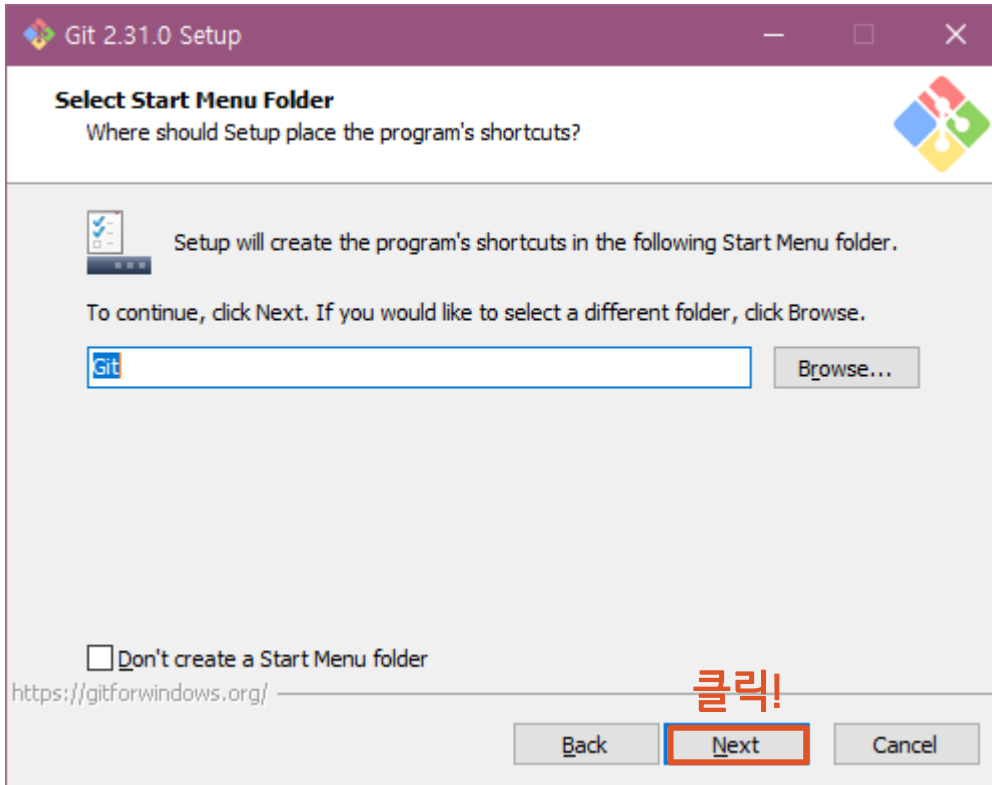 Git 2.31.0 Setup
Select Start Menu Folder
Where should Setup place the program's shortcuts?
Setup will create the program's shortcuts in the following Start Menu folder.
To continue, click Next. If you would like to select a different folder, click Browse.
Git
Browse...
Don't create a Start Menu folder
https://gitforwindows.org/
클릭!
Back Next Cancel